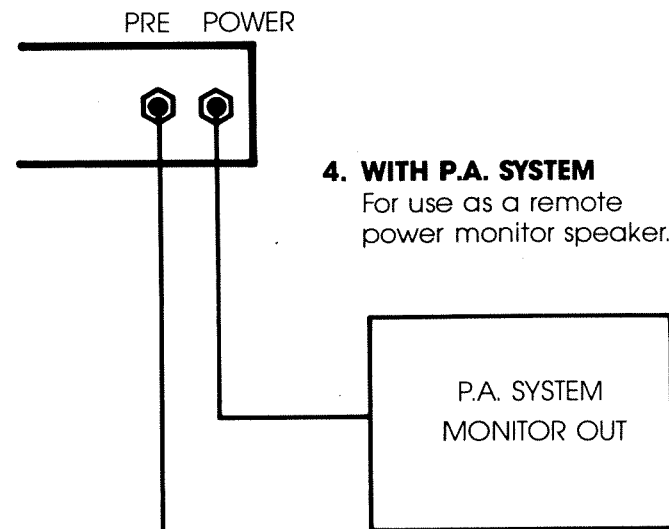 PRE POWER
4. WITH P.A. SYSTEM
For use as a remote
power monitor speaker.
P.A. SYSTEM
MONITOR OUT